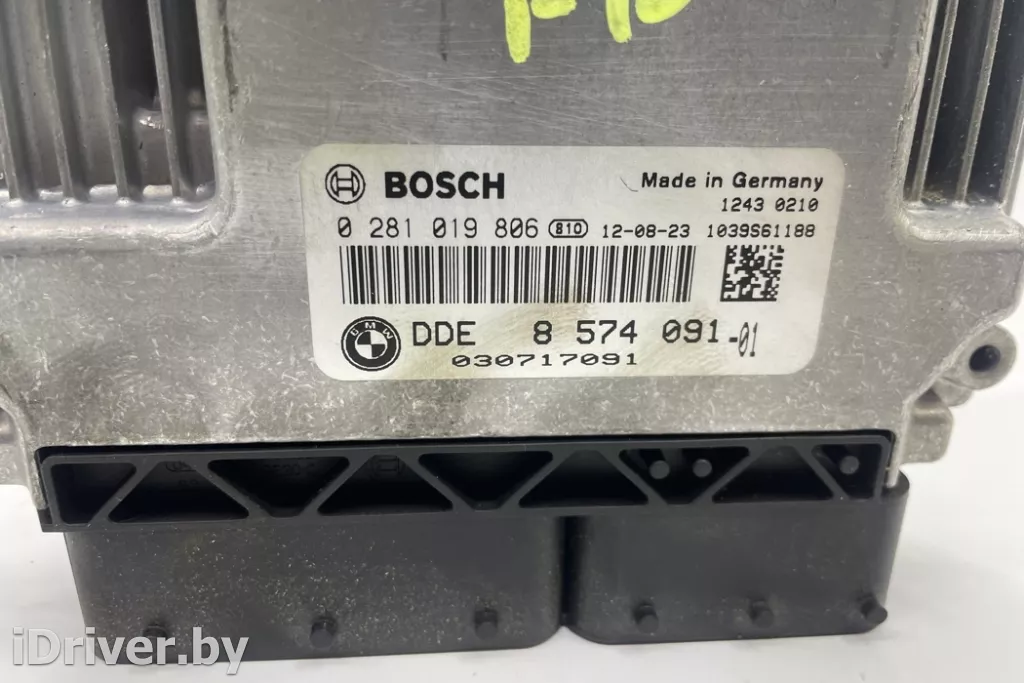 BOSCH
Made in Germany
1243 0210
0 281 019 806 810 12-08-23 1039S61188
BMW DDE 8 574 091-01
030717091
iDriver.by